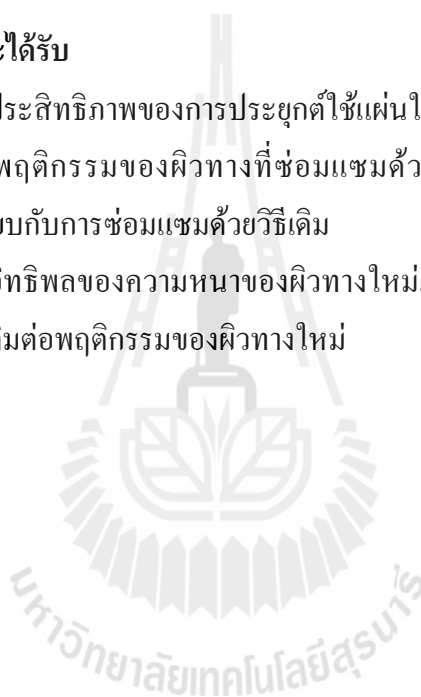 ะได้รับ
ประสิทธิภาพของการประยุกต์ใช้แผ่นใ
พฤติกรรมของผิวทางที่ซ่อมแซมด้ว
ยบกับการซ่อมแซมด้วยวิธีเดิม
อิทธิพลของความหนาของผิวทางใหม่
ดิมต่อพฤติกรรมของผิวทางใหม่
มหาวิทยาลัยเทคโนโลยีสุรนารี